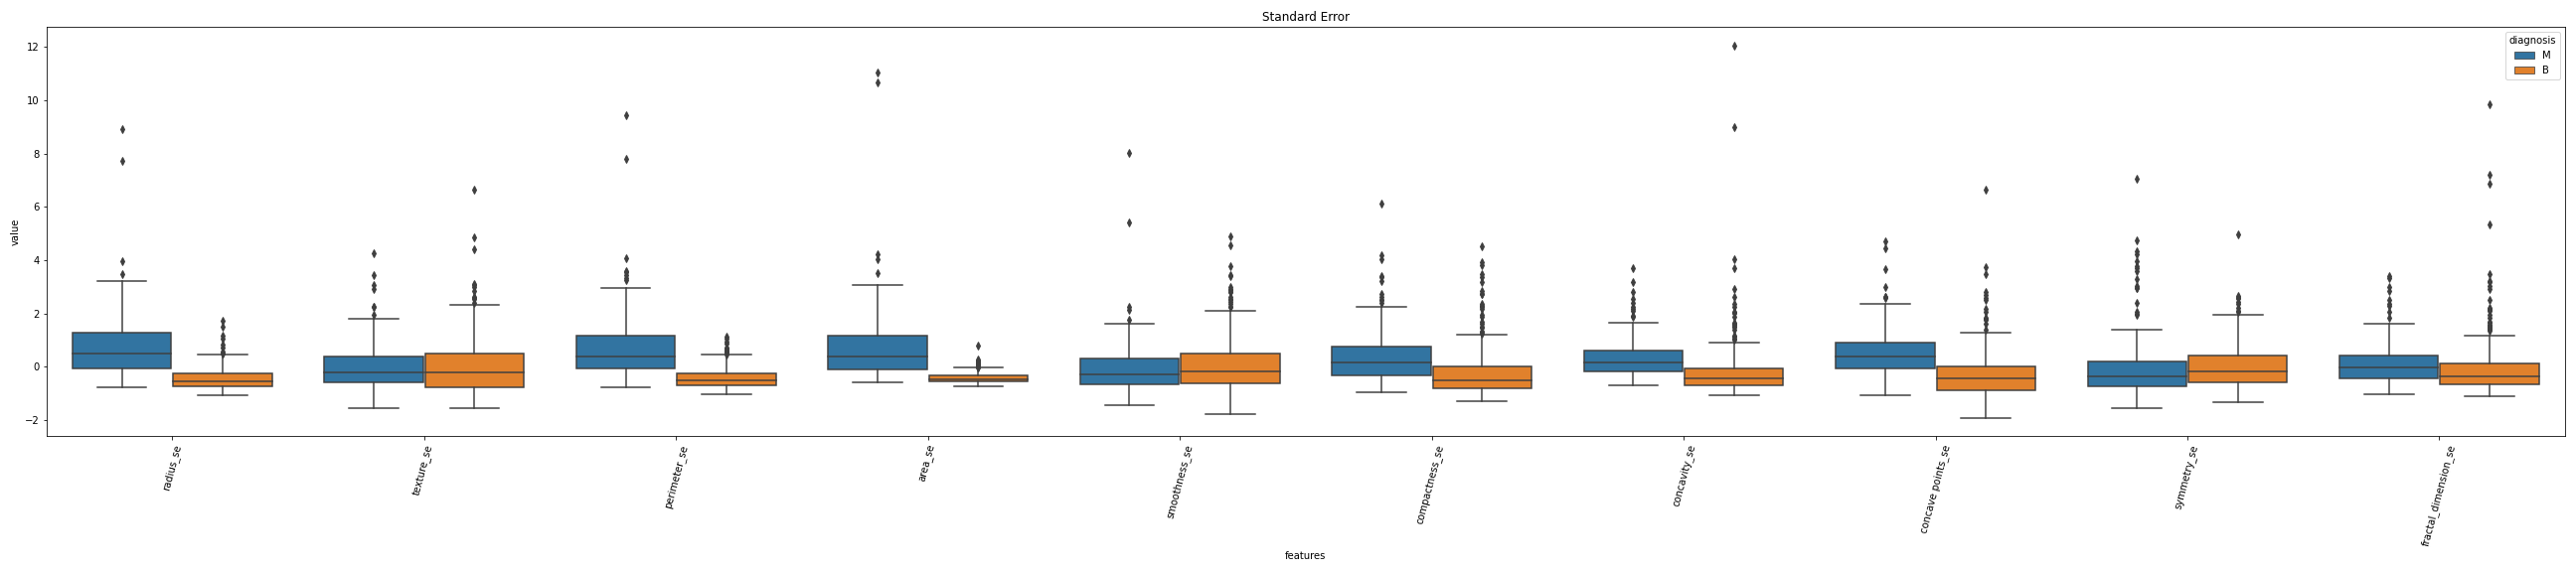 Standard Error
diagnosis
M
B
value
12
10
8
6
4
2
0
−2
radius_se
texture_se
perimeter_se
area_se
smoothness_se
compactness_se
concavity_se
concave points_se
symmetry_se
fractal_dimension_se
features